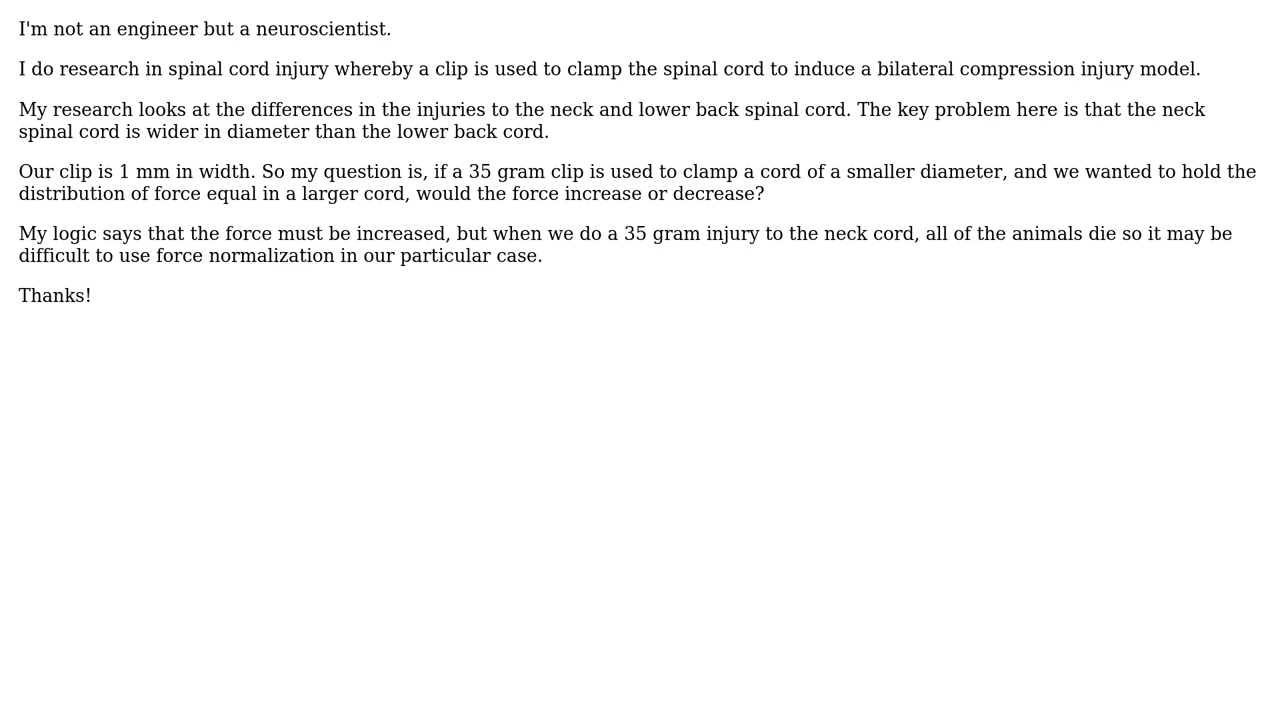 I'm not an engineer but a neuroscientist.
I do research in spinal cord injury whereby a clip is used to clamp the spinal cord to induce a bilateral compression injury model.
My research looks at the differences in the injuries to the neck and lower back spinal cord. The key problem here is that the neck
spinal cord is wider in diameter than the lower back cord.
Our clip is 1 mm in width. So my question is, if a 35 gram clip is used to clamp a cord of a smaller diameter, and we wanted to hold the
distribution of force equal in a larger cord, would the force increase or decrease?
My logic says that the force must be increased, but when we do a 35 gram injury to the neck cord, all of the animals die so it may be
difficult to use force normalization in our particular case.
Thanks!